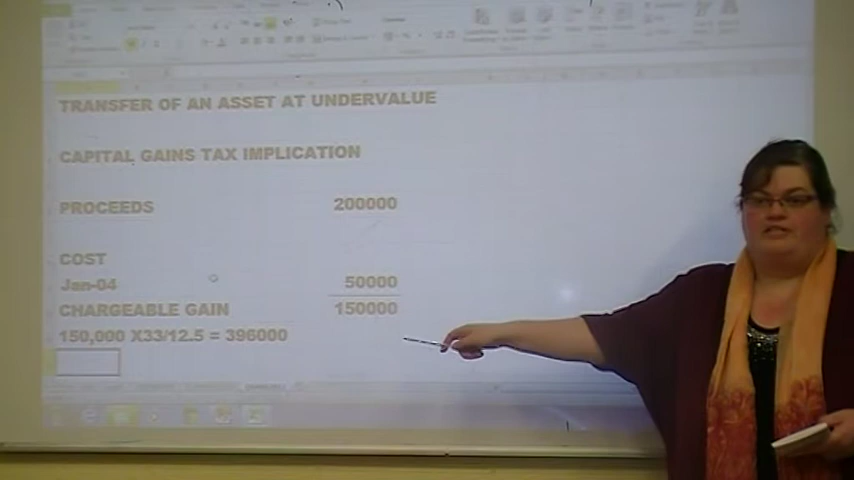 TRANSFER OF AN ASSET AT UNDERVALUE
CAPITAL GAINS TAX IMPLICATION
PROCEEDS 200000
COST
Jan-04 50000
CHARGEABLE GAIN 150000
150,000 X33/12.5 = 396000